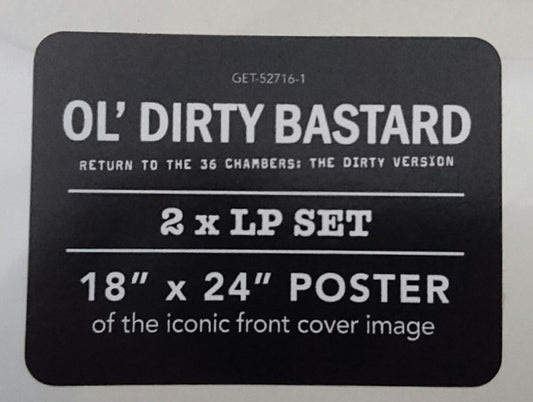 GET-52716-1
OL' DIRTY BASTARD
RETURN TO THE 36 CHAMBERS: THE DIRTY VERSION
2 x LP SET
18" x 24" POSTER
of the iconic front cover image